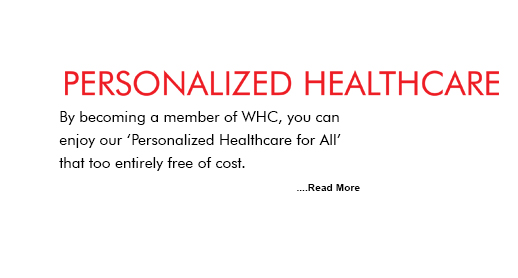 PERSONALIZED HEALTHCARE
By becoming a member of WHC, you can
enjoy our ‘Personalized Healthcare for All’
that too entirely free of cost.
....Read More